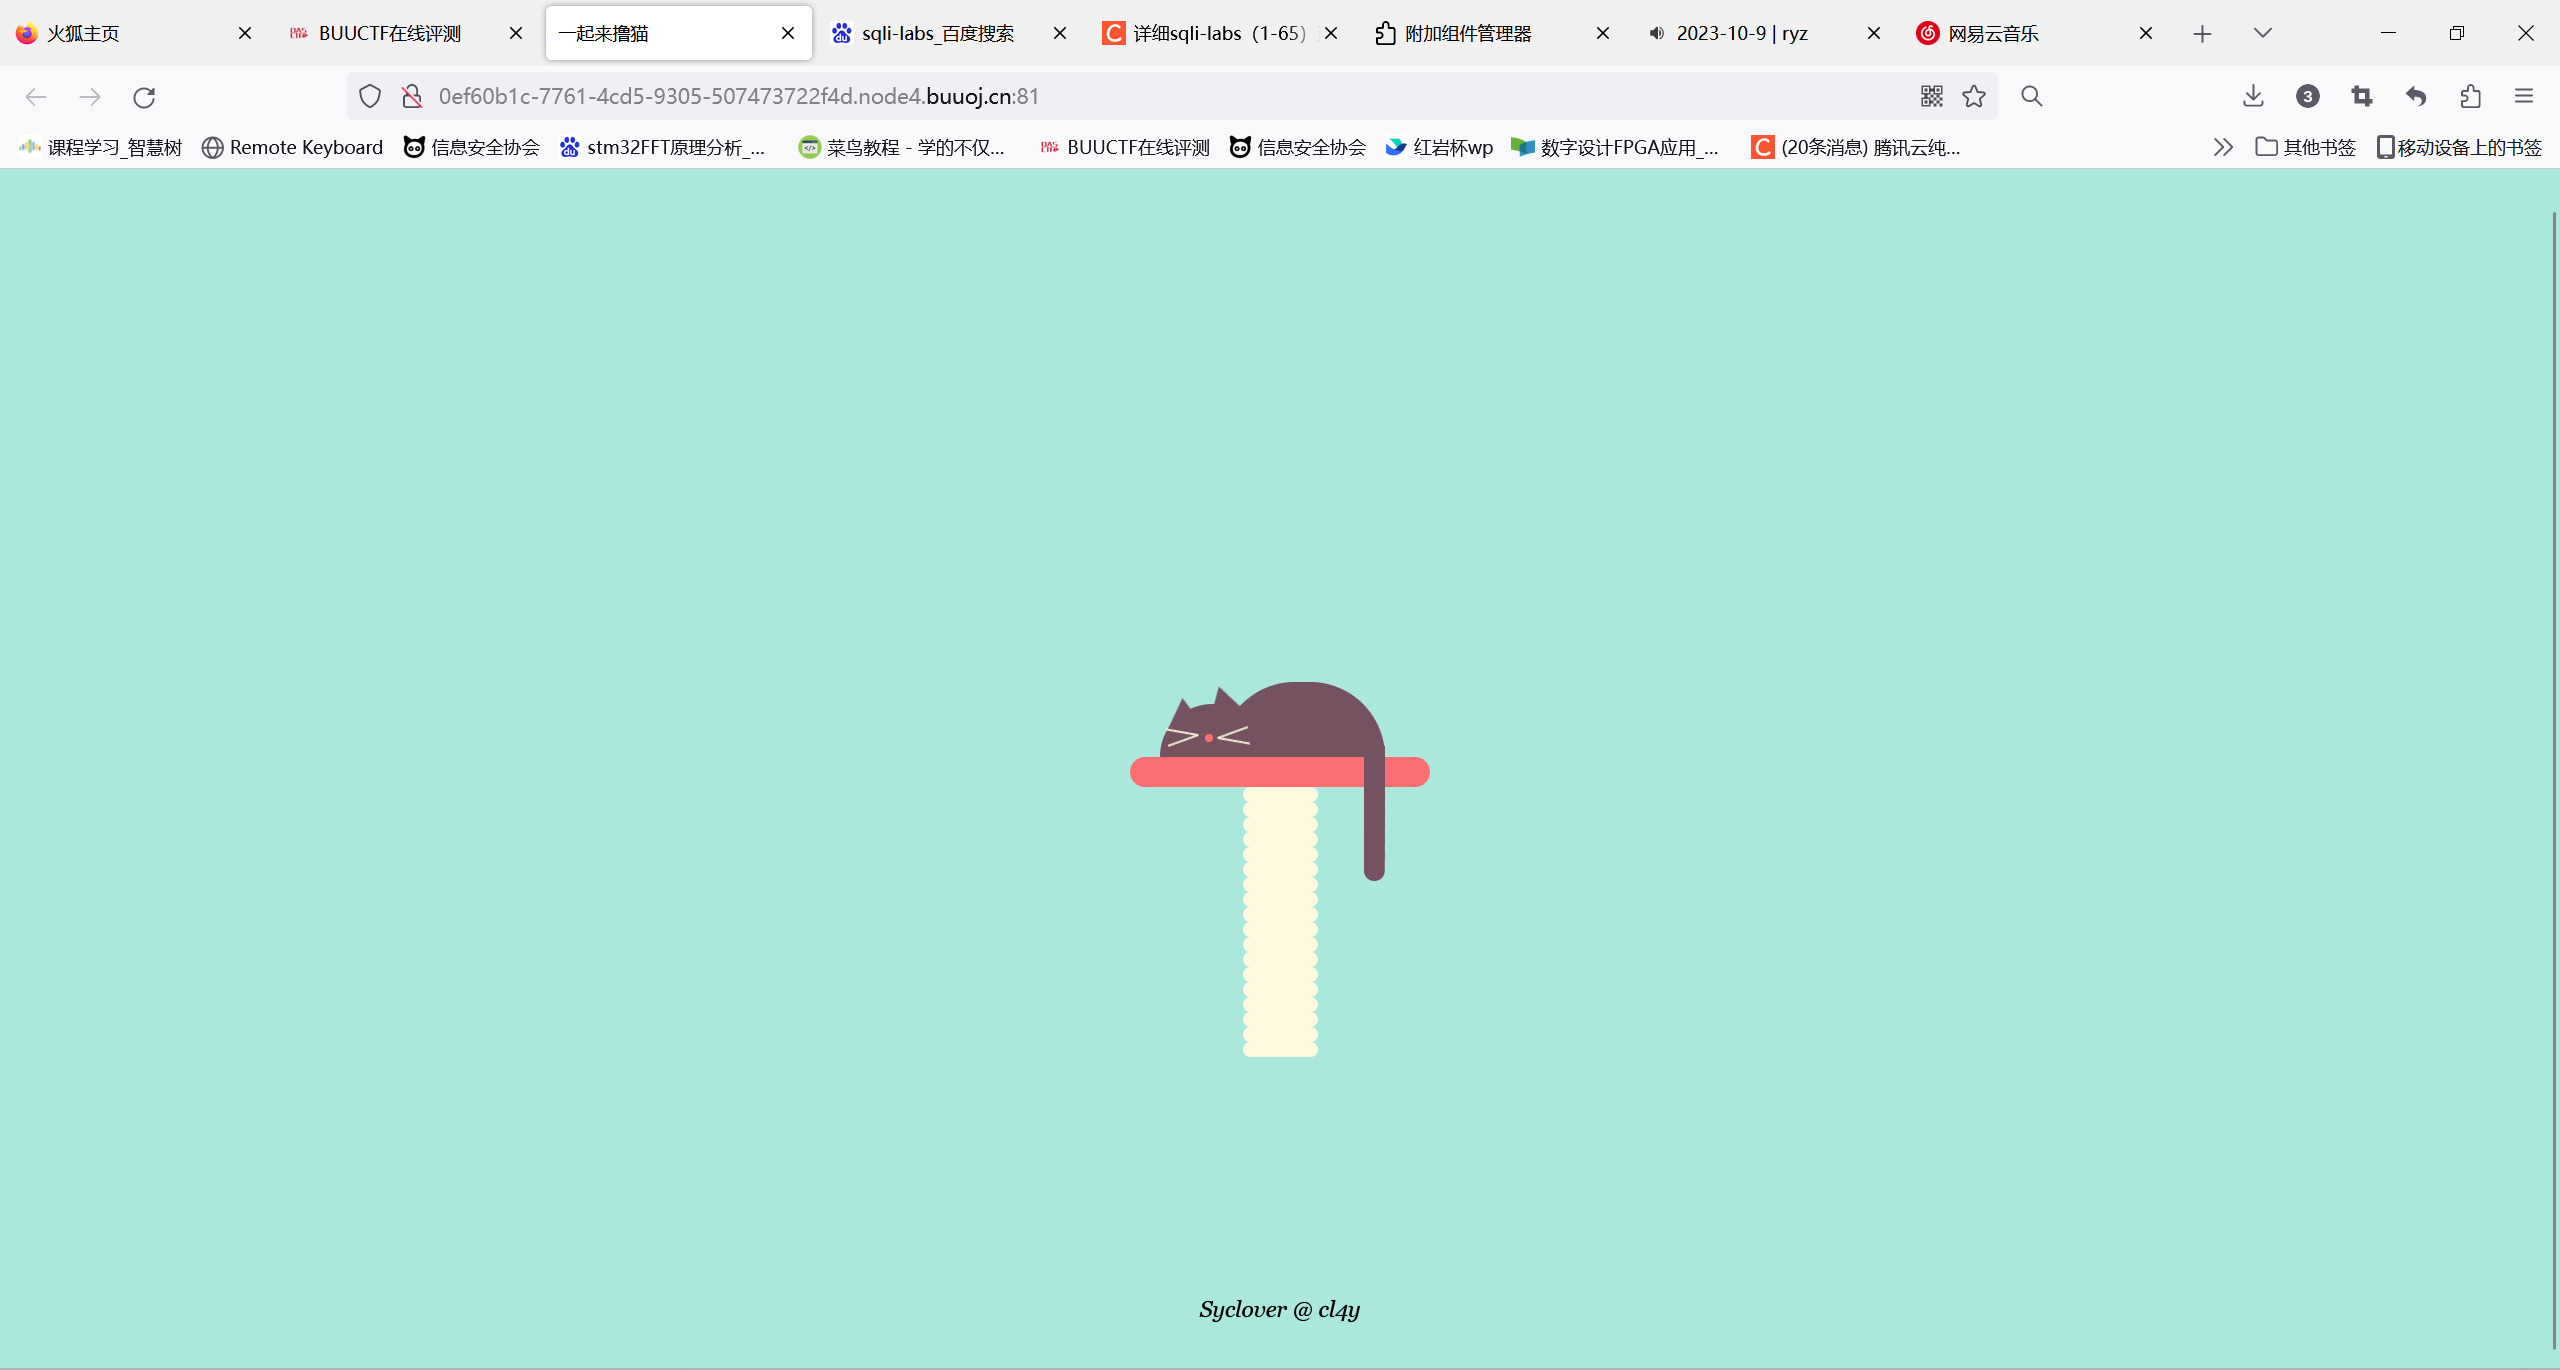 火狐主页 BUUCTF在线评测 一起来撸猫 sqli-labs_百度搜索 详细sqli-labs（1-65） 附加组件管理器 2023-10-9 | ryz 网易云音乐
0ef60b1c-7761-4cd5-9305-507473722f4d.node4.buuoj.cn:81 3
课程学习_智慧树 Remote Keyboard 信息安全协会 stm32FFT原理分析_... 菜鸟教程 - 学的不仅... BUUCTF在线评测 信息安全协会 红岩杯wp 数字设计FPGA应用_... (20条消息) 腾讯云纯... 其他书签 移动设备上的书签
Syclover @ cl4y